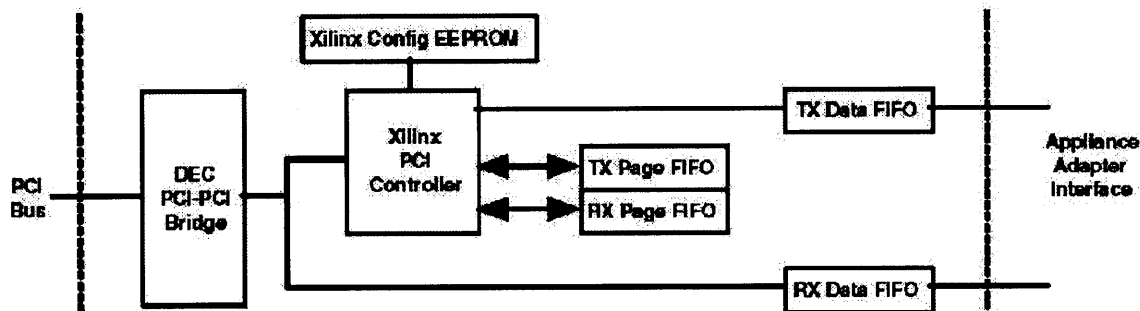 Xilinx Config EEPROM
TX Data FIFO
Xilinx
PCI
Controller
Appliance
Adapter
Interface
TX Page FIFO
DEC
PCI-PCI
Bridge
PCI
Bus
RX Page FIFO
RX Data FIFO